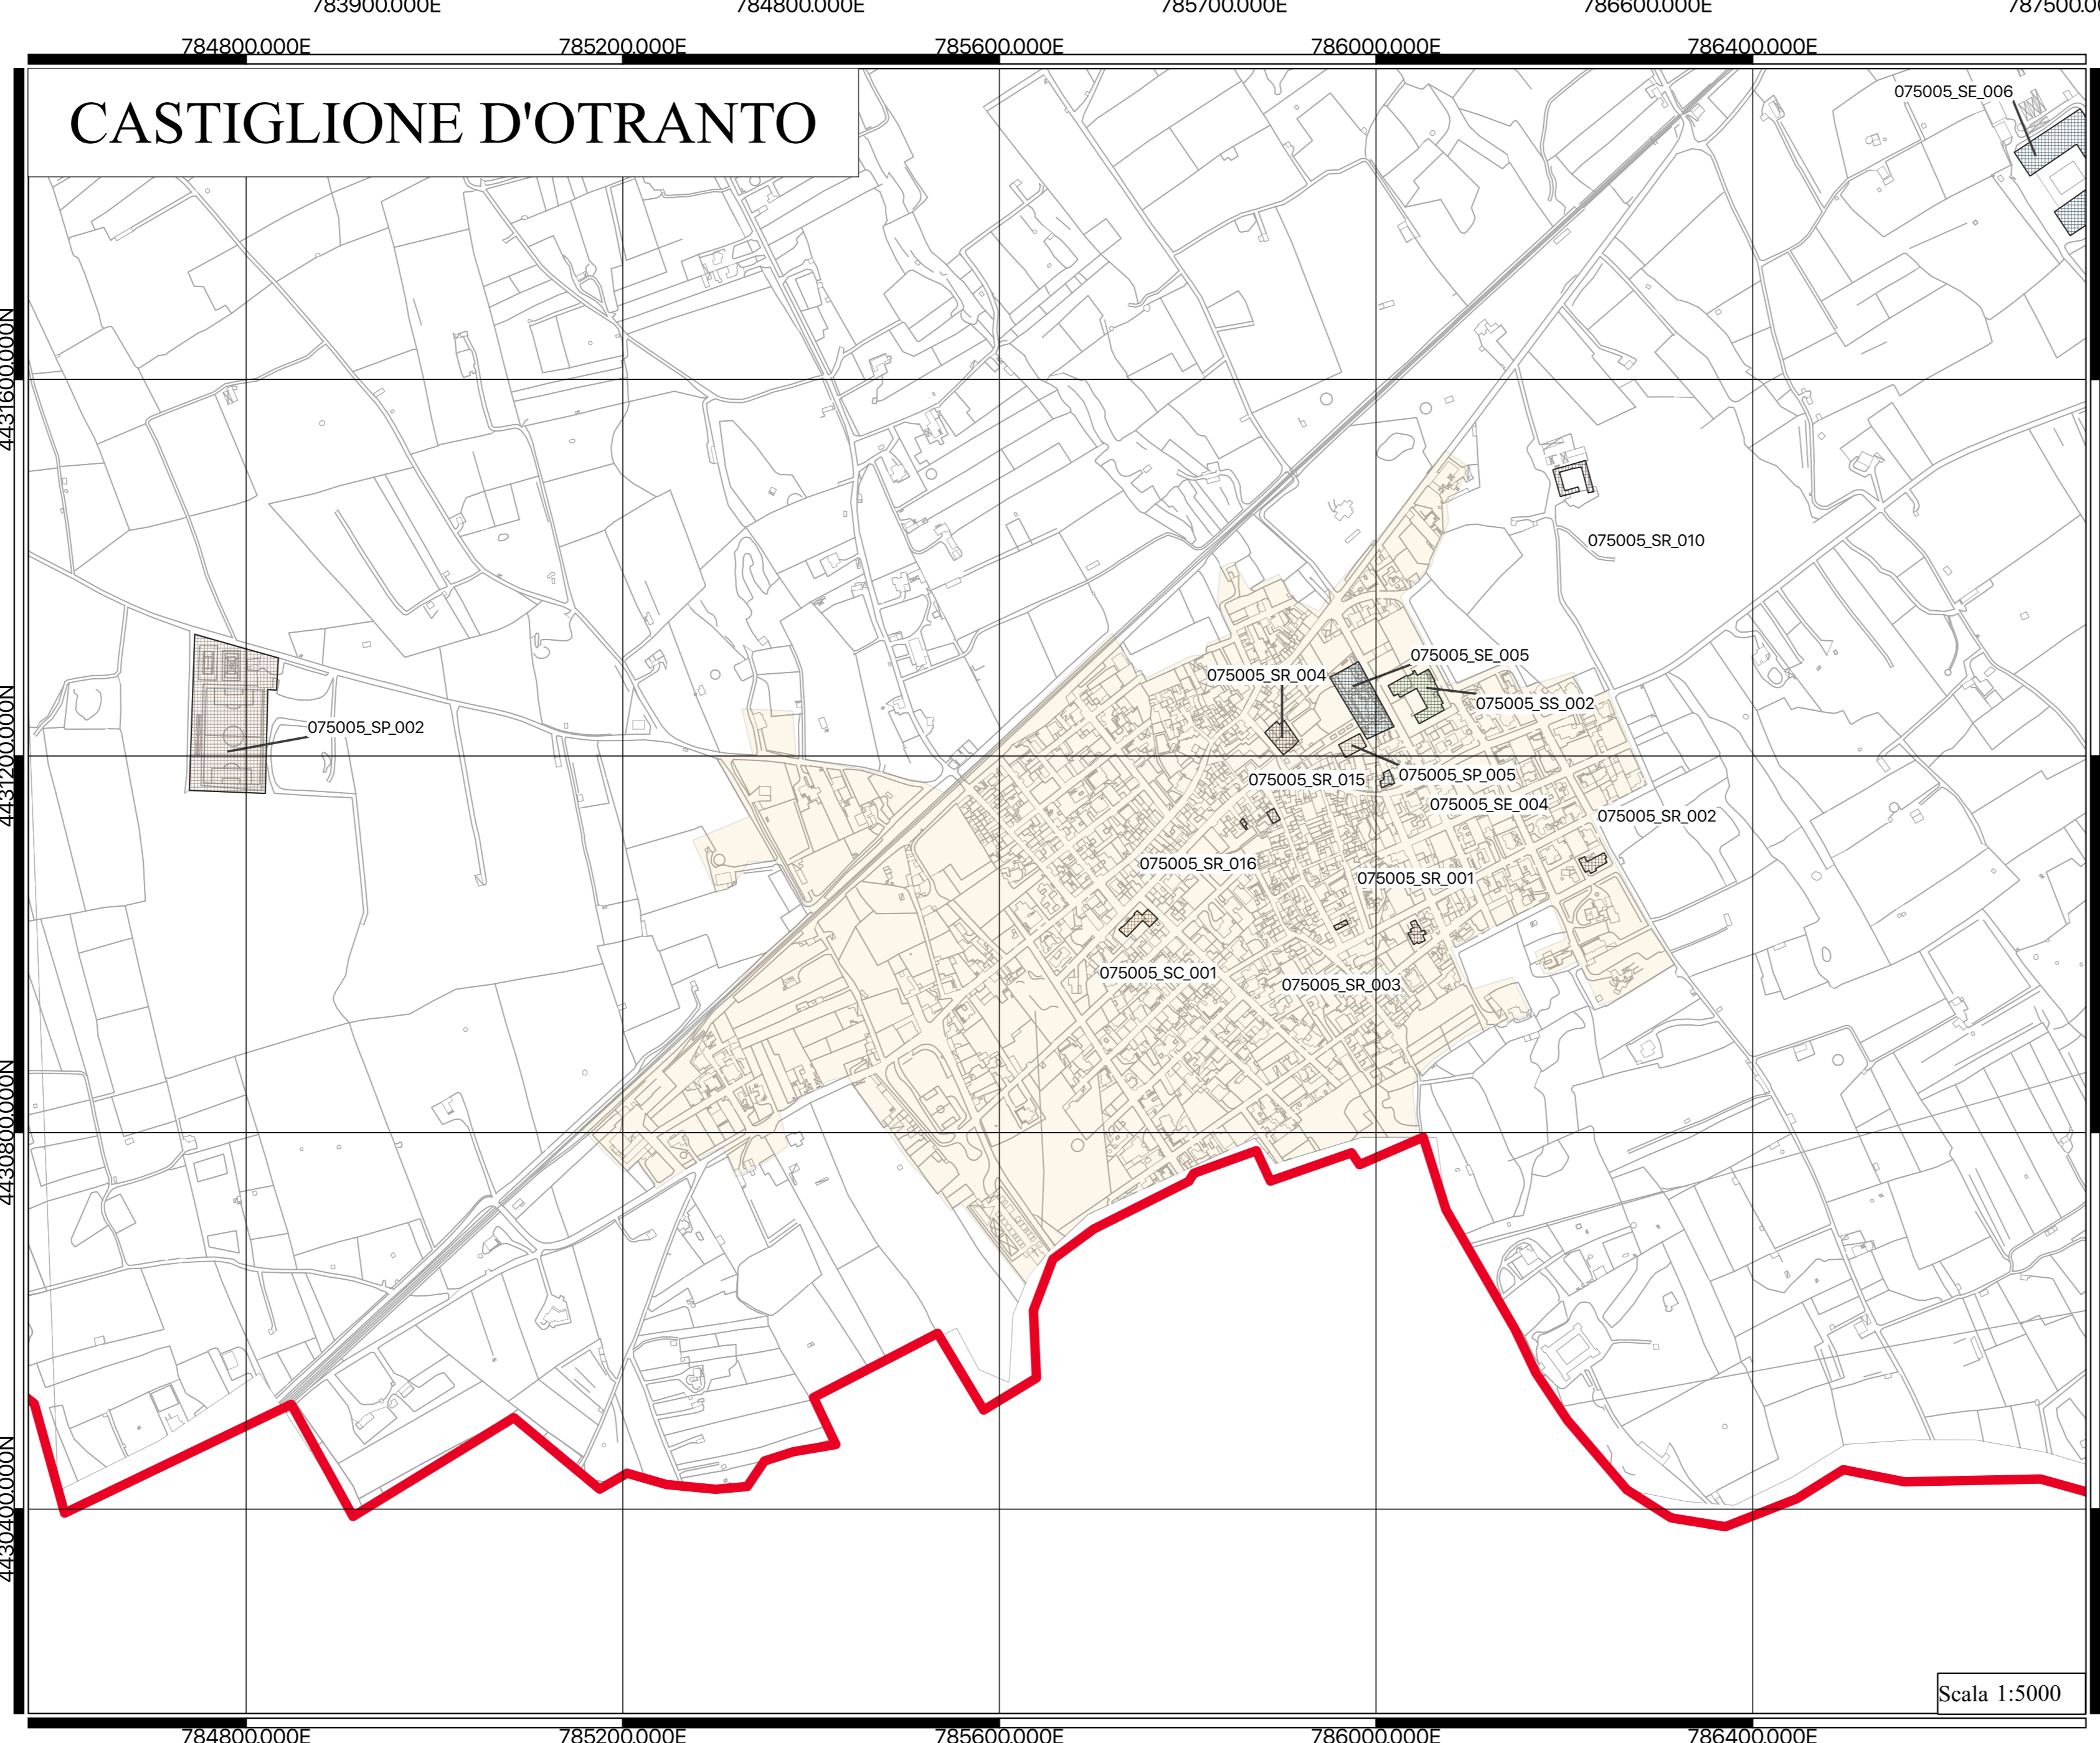 783900.000E 784800.000E 785700.000E 786600.000E 787500.0
784800.000E 785200.000E 785600.000E 786000.000E 786400.000E
CASTIGLIONE D'OTRANTO
075005_SE_006
4431600.000N
075005_SR_010
075005_SE_005
075005_SR_004
075005_SS_002
075005_SP_002
4431200.000N
075005_SP_005
075005_SR_015
075005_SE_004
075005_SR_002
075005_SR_016
075005_SR_001
075005_SC_001
075005_SR_003
4430800.000N
4430400.000N
Scala 1:5000
784800.000E 785200.000E 785600.000E 786000.000E 786400.000E